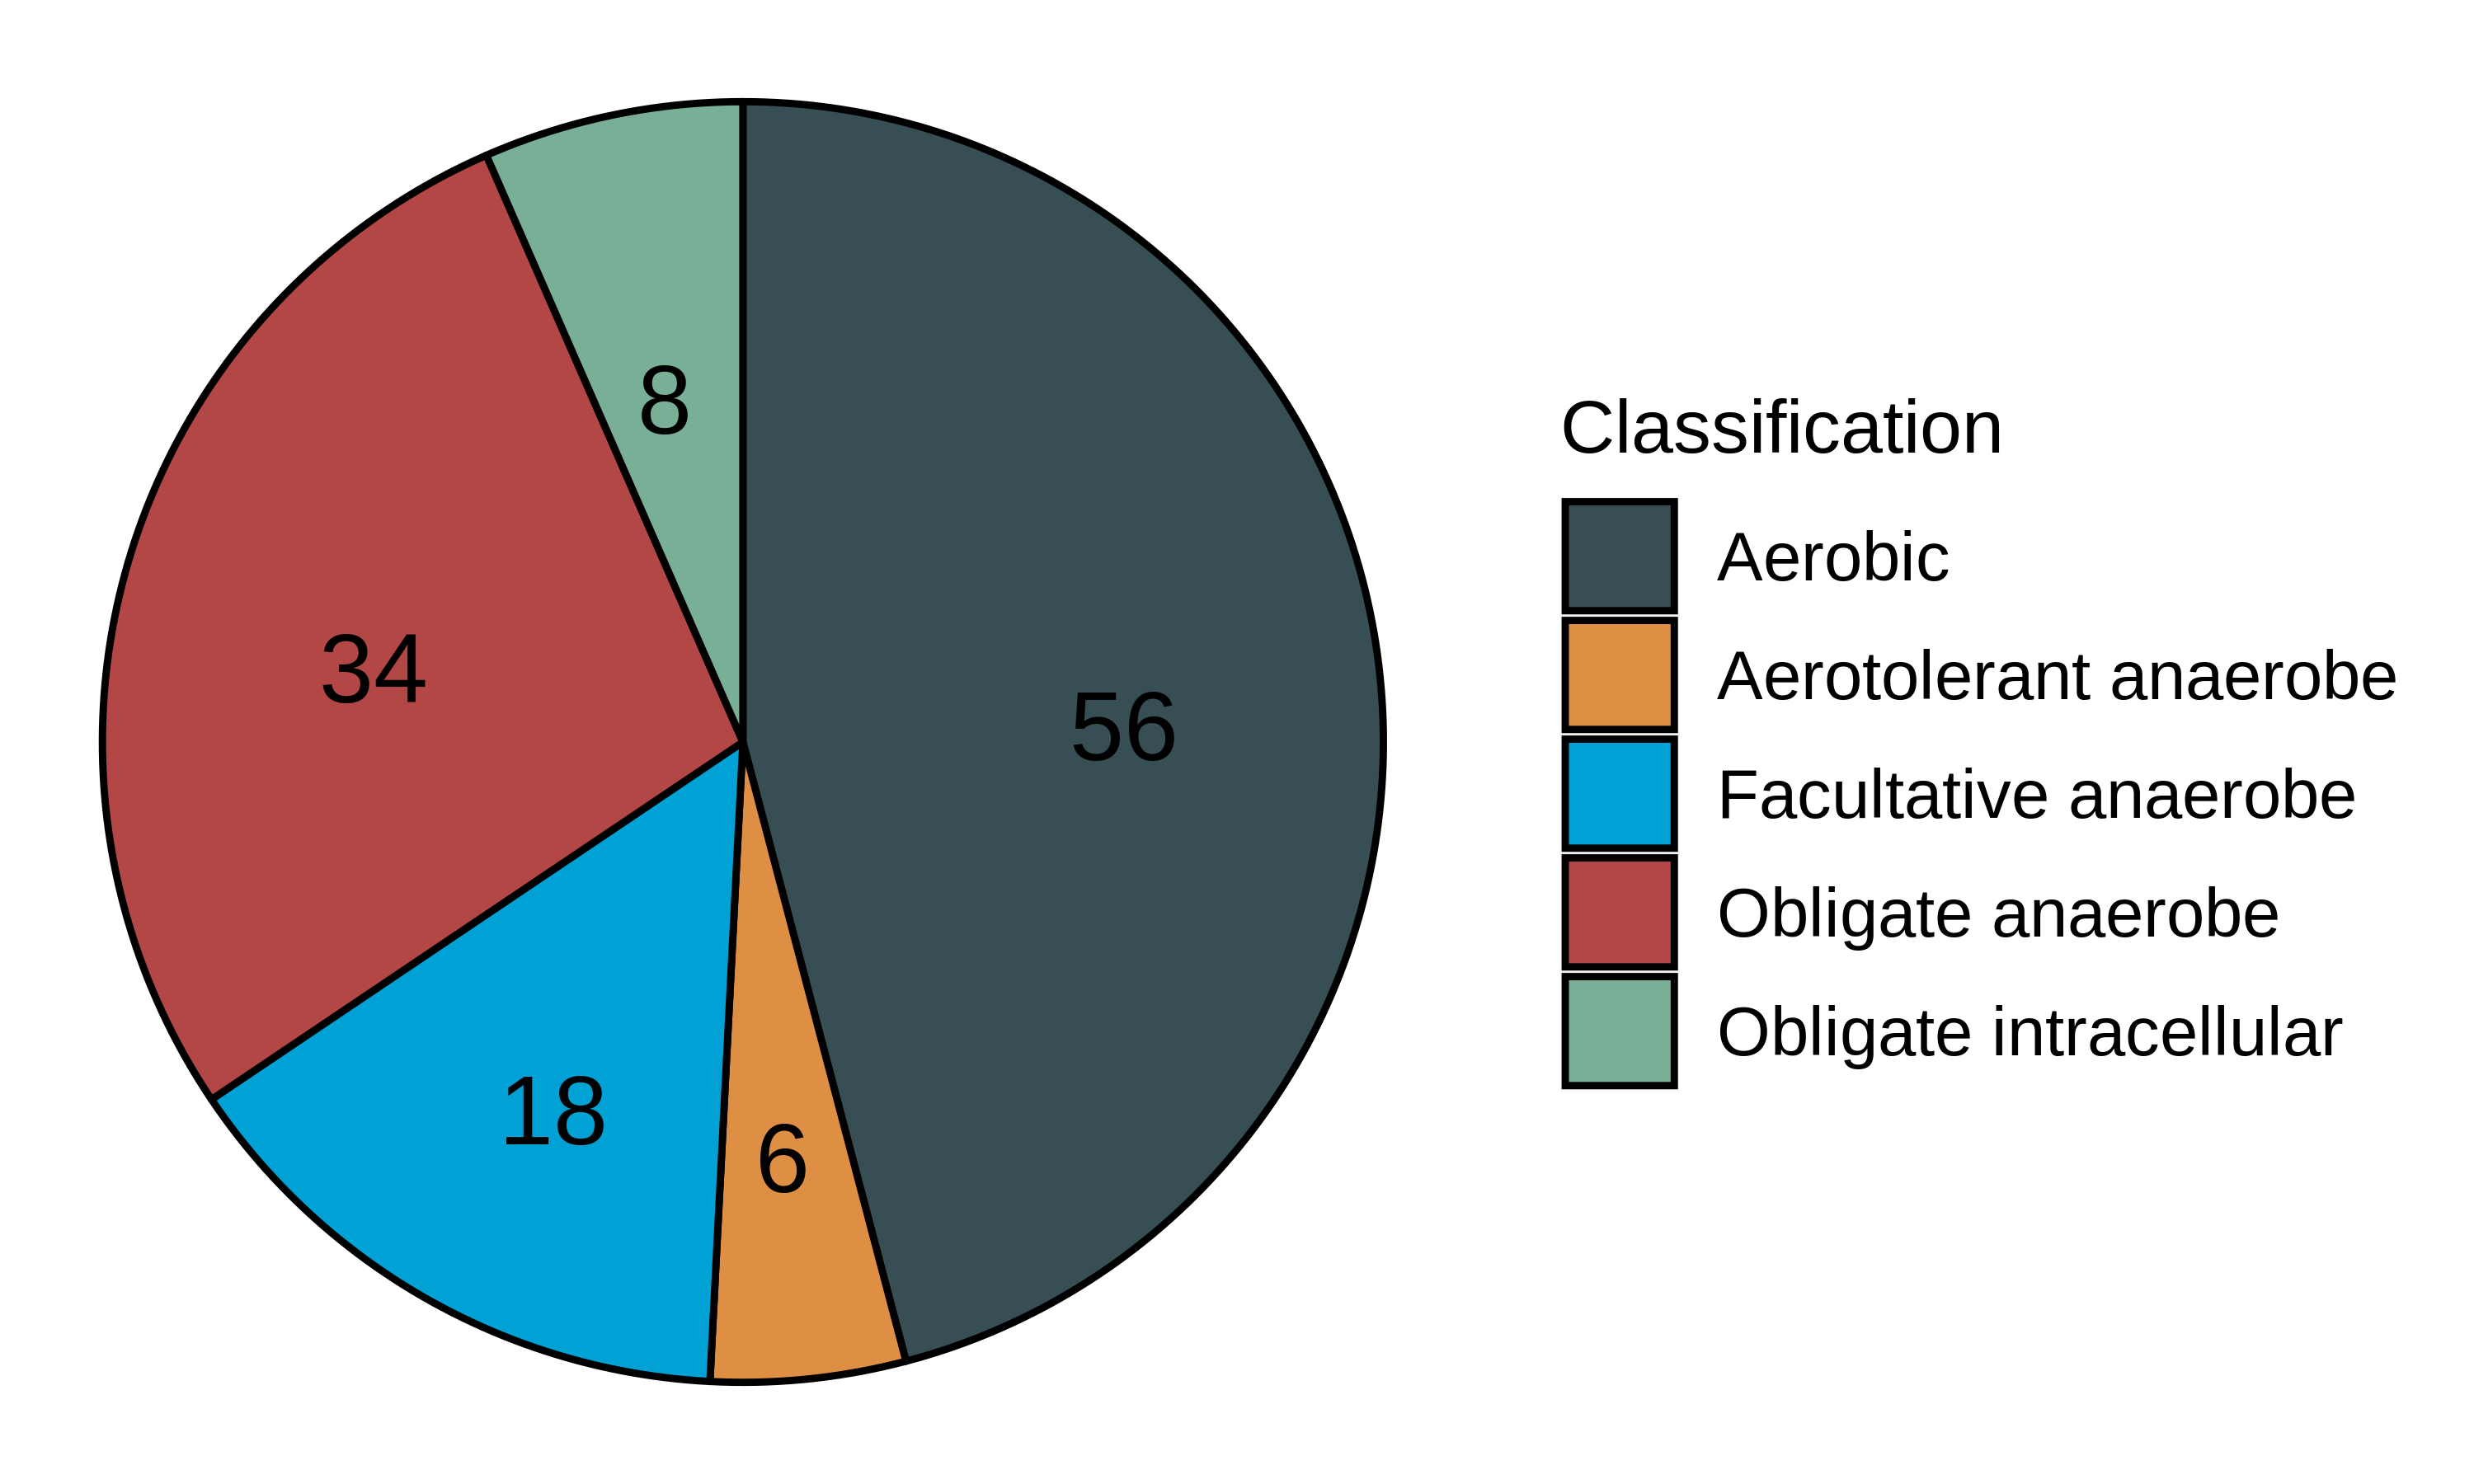 8
34
56
18
6
Classification
Aerobic
Aerotolerant anaerobe
Facultative anaerobe
Obligate anaerobe
Obligate intracellular